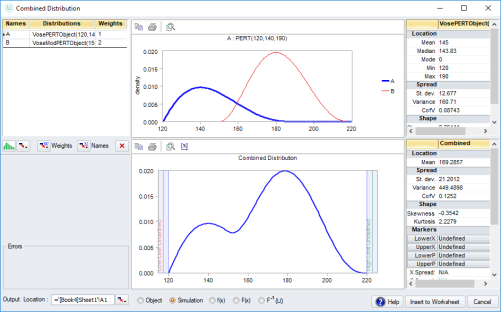 Combined Distribution
Names Distributions Weights
A VosePERTObject(120,14 1
B VoseModPERTObject(15 2
Weights Names
Errors
Output Location : ='[Book4]Sheet1'!A1
A : PERT(120,140,190)
density
0.020
0.015
0.010
0.005
0.000
120 140 160 180 200 220
A
B
Combined Distribution
0.020
0.015
0.010
0.005
0.000
120 140 160 180 200 220
Object Simulation f(x) F(x) F⁻¹(U)
VosePERTObject(
Location
Mean 145
Median 143.83
Mode 0
Min 120
Max 190
Spread
St. dev. 12.677
Variance 160.71
CofV 0.08743
Shape
Combined
Location
Mean 169.2857
Spread
St. dev. 21.2012
Variance 449.4896
CofV 0.1252
Shape
Skewness -0.3542
Kurtosis 2.2279
Markers
LowerX Undefined
UpperX Undefined
LowerP Undefined
UpperP Undefined
X Spread: N/A
Help Insert to Worksheet Cancel